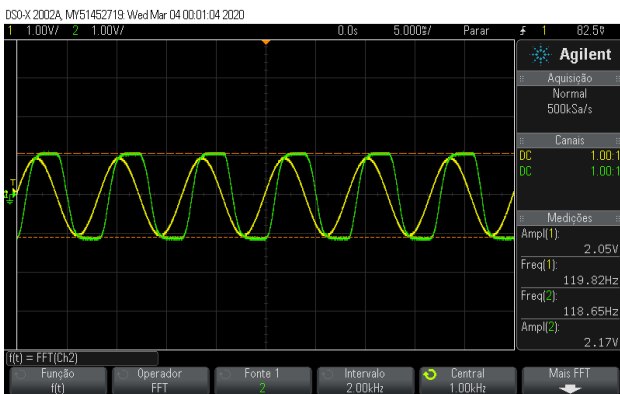 DSO-X 2002A, MY51452719: Wed Mar 04 00:01:04 2020
1 1.00V/ 2 1.00V/ 0.0s 5.000%/ Parar 1 82.5%
Agilent
Aquisição
Normal
500kSa/s
Canais
DC 1.00:1
DC 1.00:1
Medições
Ampl(1):
2.05V
Freq(1):
119.82Hz
Freq(2):
118.65Hz
Ampl(2):
2.17V
T
f(t) = FFT(Ch2)
Função Operador Fonte 1 Intervalo Central Mais FFT
f(t) FFT 2 2.00kHz 1.00kHz